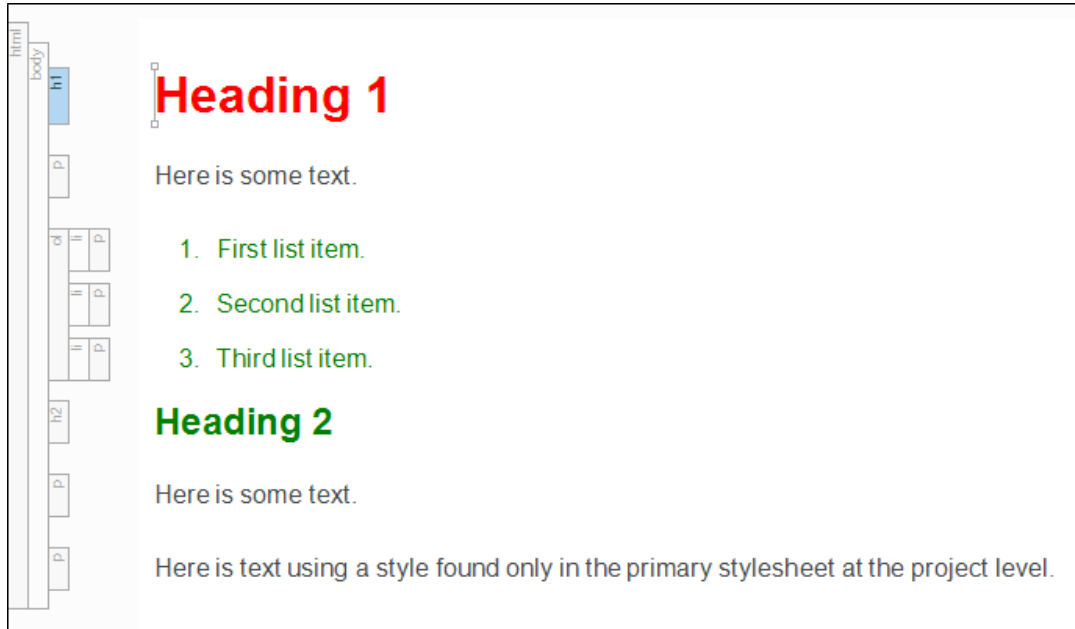 html
body
h1
Heading 1
p
Here is some text.
ol li p
1. First list item.
li p
2. Second list item.
li p
3. Third list item.
h2
Heading 2
p
Here is some text.
p
Here is text using a style found only in the primary stylesheet at the project level.